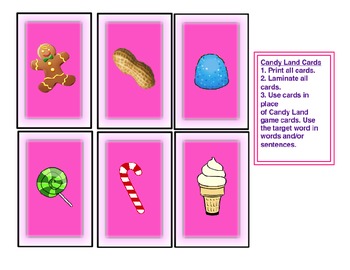 Candy Land Cards
1. Print all cards.
2. Laminate all
cards.
3. Use cards in
place
of Candy Land
game cards. Use
the target word in
words and/or
sentences.